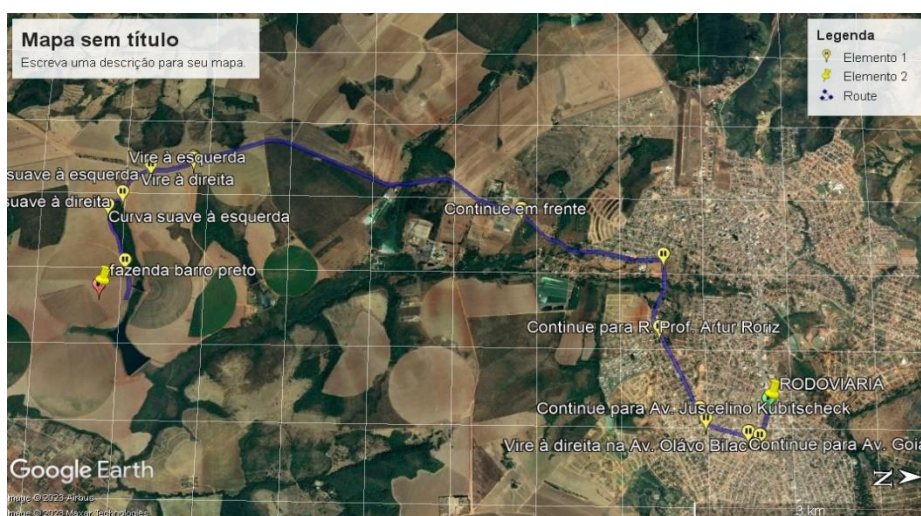 Mapa sem título
Escreva uma descrição para seu mapa.
Legenda
Elemento 1
Elemento 2
Route
Vire à esquerda
suave à esquerda
Vire à direita
suave à direita
Curva suave à esquerda
Continue em frente
fazenda barro preto
Continue para R. Prof. Artur Roriz
RODOVIARIA
Continue para Av. Juscelino Kubitscheck
Vire à direita na Av. Olavo Bilac
Continue para Av. Goiá
Google Earth
Image © 2023 Airbus
Image © 2023 Maxar Technologies
N
3 km